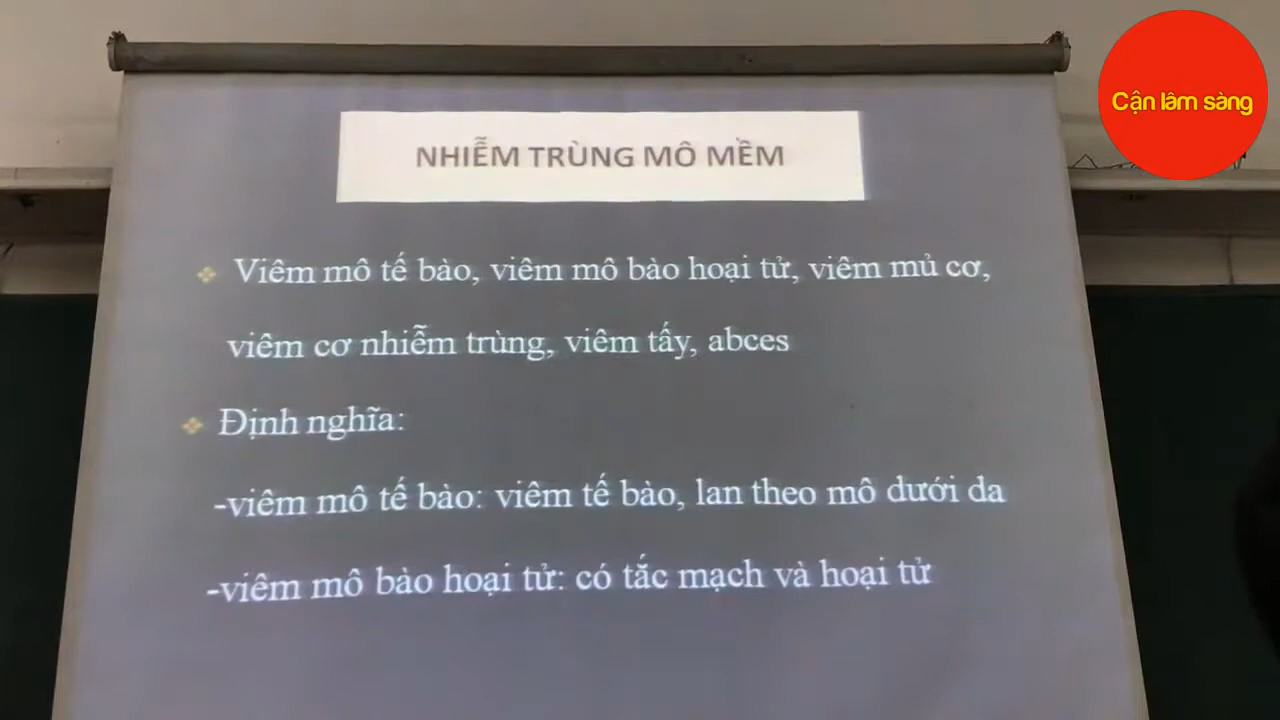 Cận lâm sàng
NHIỄM TRÙNG MÔ MỀM
Viêm mô tế bào, viêm mô bào hoại tử, viêm mủ cơ,
viêm cơ nhiễm trùng, viêm tấy, abces
Định nghĩa:
-viêm mô tế bào: viêm tế bào, lan theo mô dưới da
-viêm mô bào hoại tử: có tắc mạch và hoại tử